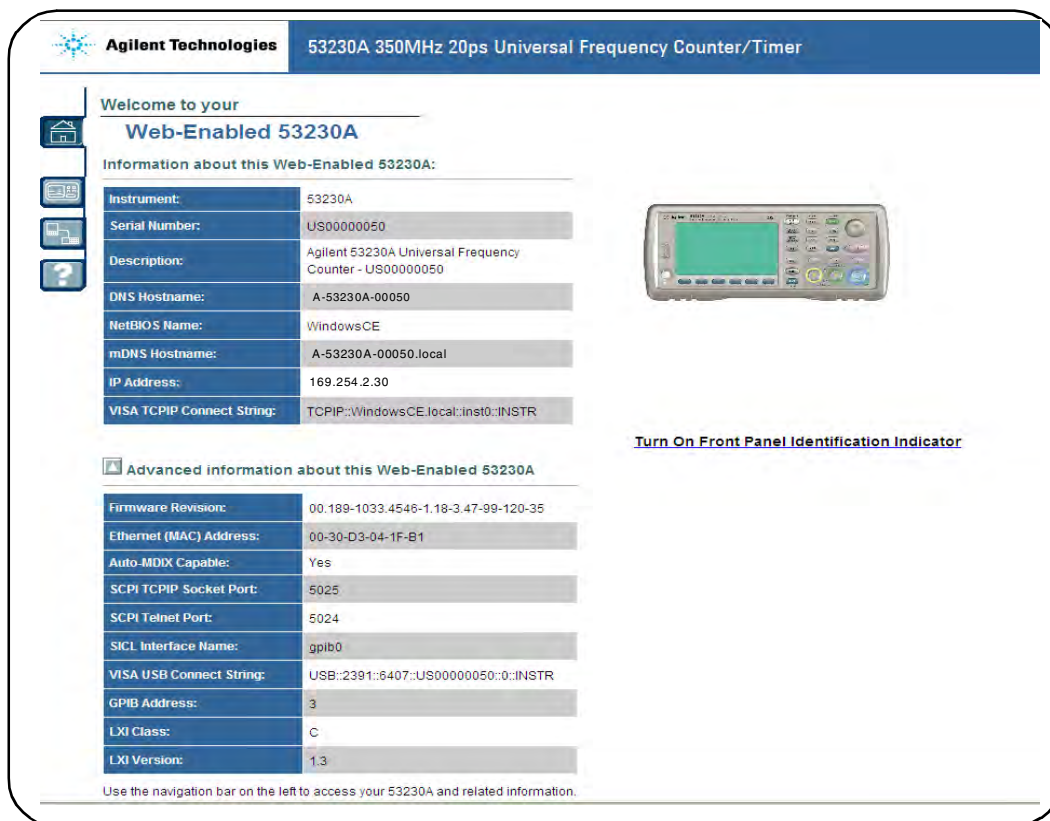 Agilent Technologies
53230A 350MHz 20ps Universal Frequency Counter/Timer
Welcome to your
Web-Enabled 53230A
Information about this Web-Enabled 53230A:
Instrument: 53230A
Serial Number: US00000050
Description: Agilent 53230A Universal Frequency
Counter - US00000050
DNS Hostname: A-53230A-00050
NetBIOS Name: WindowsCE
mDNS Hostname: A-53230A-00050.local
IP Address: 169.254.2.30
VISA TCPIP Connect String: TCPIP::WindowsCE.local::inst0::INSTR
Turn On Front Panel Identification Indicator
Advanced information about this Web-Enabled 53230A
Firmware Revision: 00.189-1033.4546-1.18-3.47-99-120-35
Ethernet (MAC) Address: 00-30-D3-04-1F-B1
Auto-MDIX Capable: Yes
SCPI TCPIP Socket Port: 5025
SCPI Telnet Port: 5024
SICL Interface Name: gpib0
VISA USB Connect String: USB::2391::6407::US00000050::0::INSTR
GPIB Address: 3
LXI Class: C
LXI Version: 1.3
Use the navigation bar on the left to access your 53230A and related information.